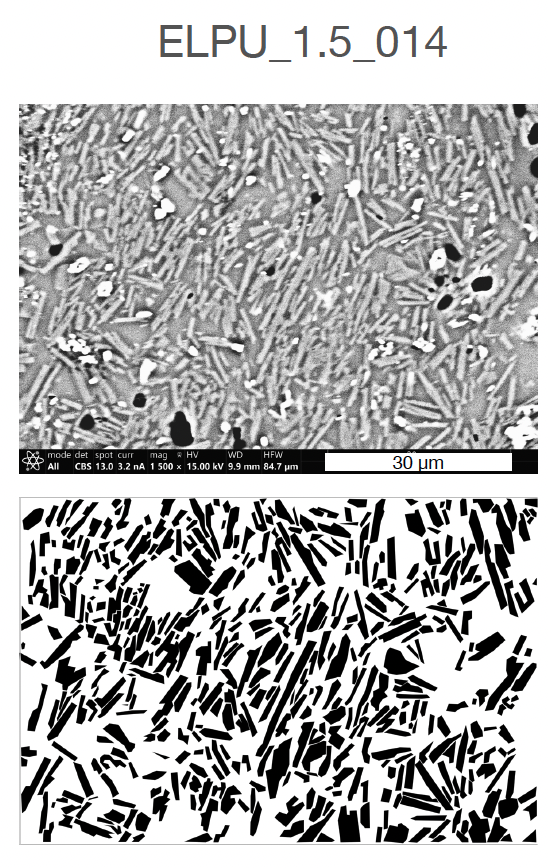 ELPU_1.5_014
mode det spot curr mag HV WD HFW
All CBS 13.0 3.2 nA 1 500 × 15.00 kV 9.9 mm 84.7 µm
30 µm